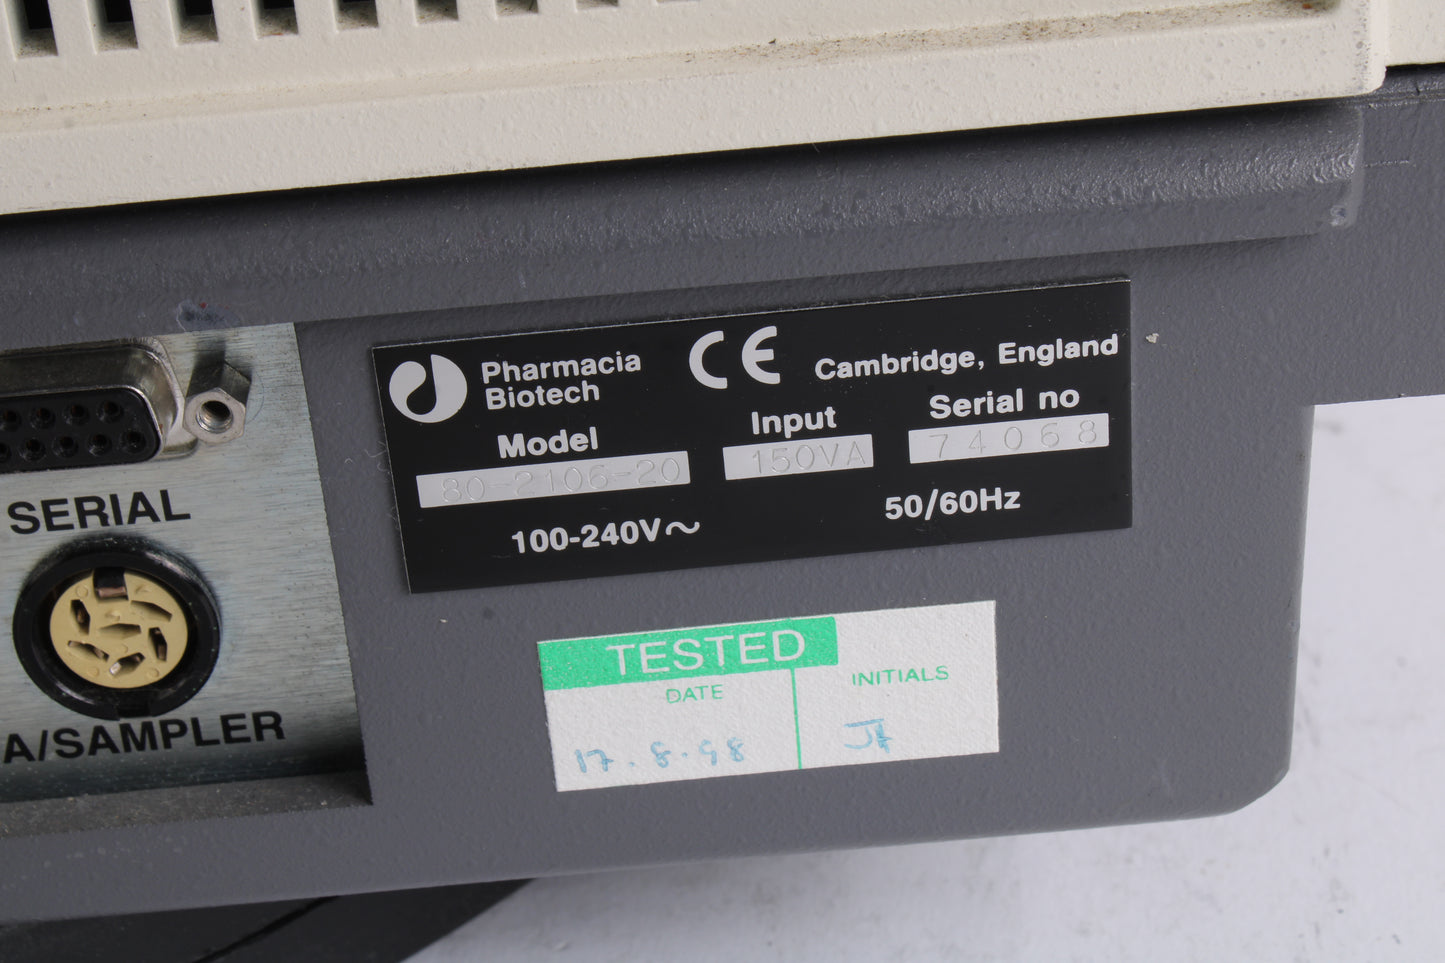 Pharmacia
Biotech
CE
Cambridge, England
Model
Input
Serial no
80-2106-20
150VA
74068
100-240V~
50/60Hz
SERIAL
A/SAMPLER
TESTED
DATE
INITIALS
17.8.98
JF